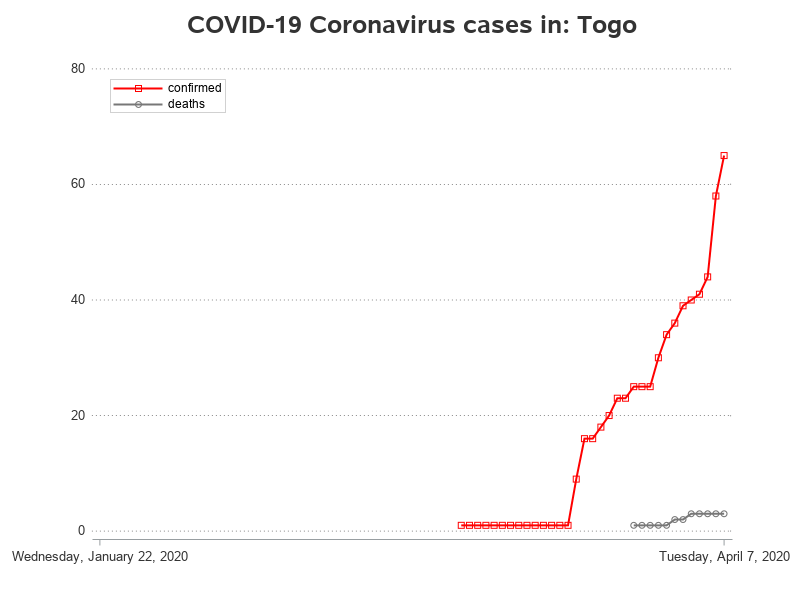 COVID-19 Coronavirus cases in: Togo
80
confirmed
deaths
60
40
20
0
Wednesday, January 22, 2020
Tuesday, April 7, 2020